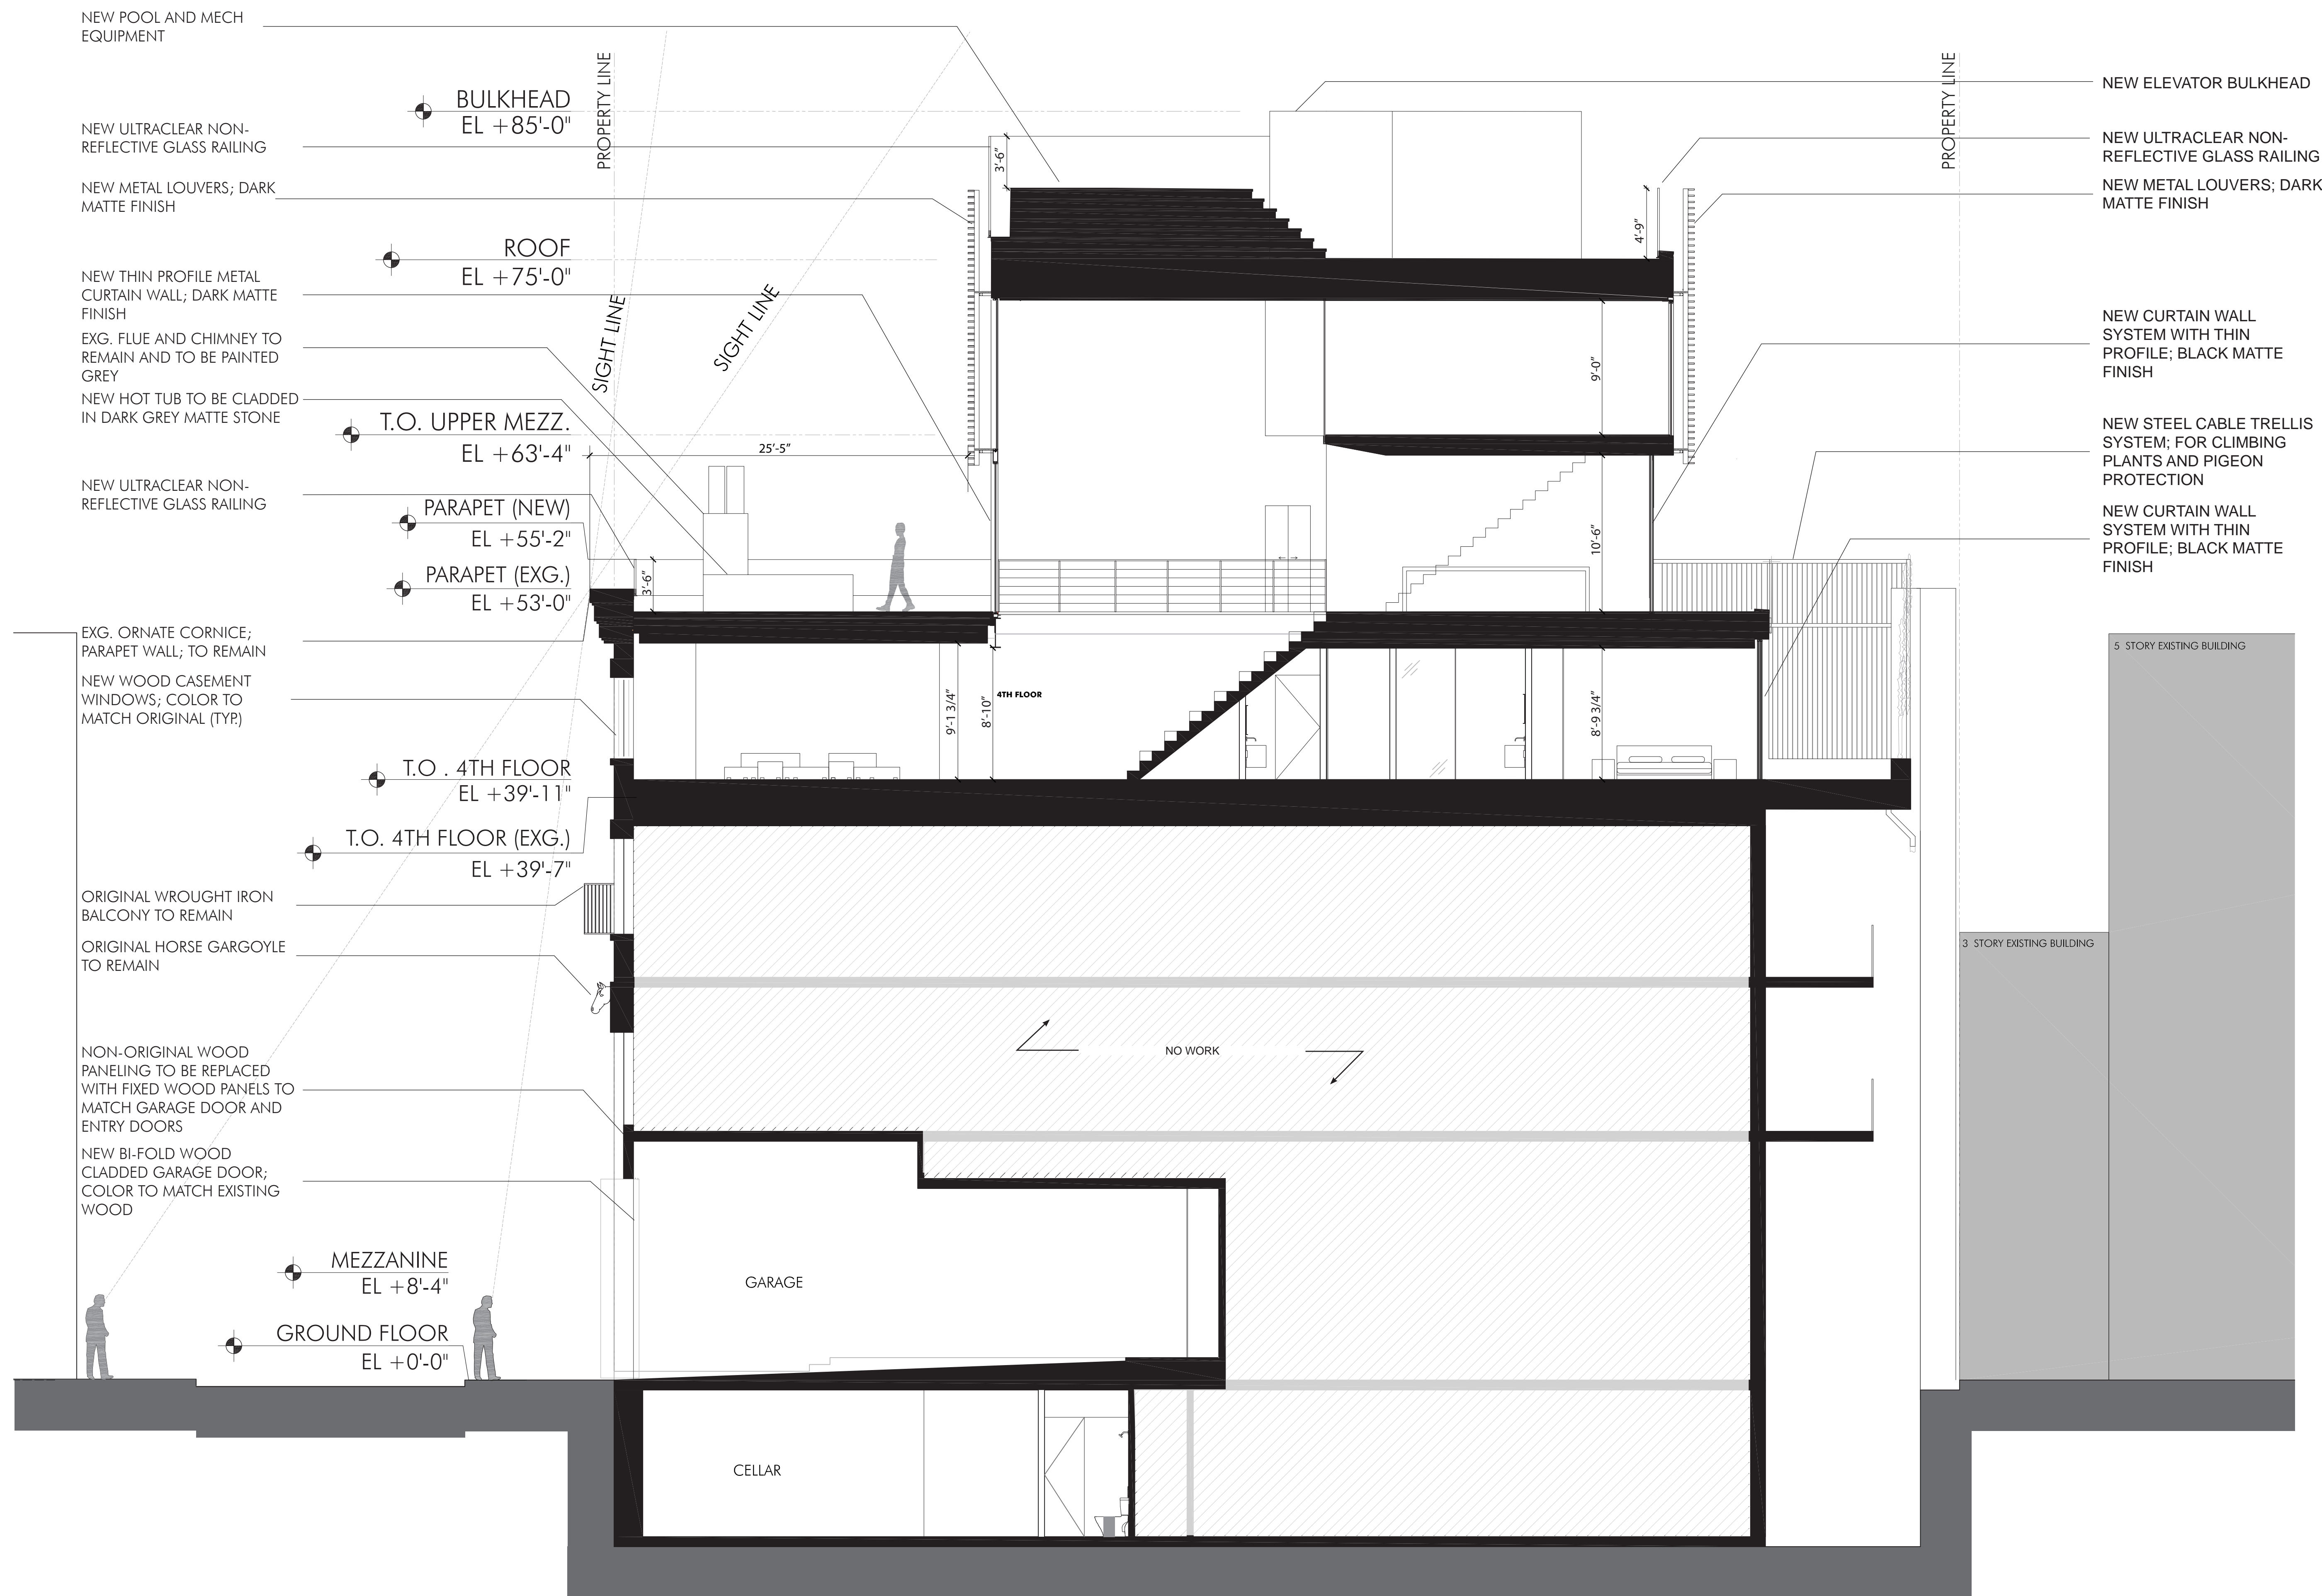 NEW POOL AND MECH
EQUIPMENT
BULKHEAD
EL +85'-0"
NEW ULTRACLEAR NON-
REFLECTIVE GLASS RAILING
NEW METAL LOUVERS; DARK
MATTE FINISH
ROOF
EL +75'-0"
NEW THIN PROFILE METAL
CURTAIN WALL; DARK MATTE
FINISH
EXG. FLUE AND CHIMNEY TO
REMAIN AND TO BE PAINTED
GREY
NEW HOT TUB TO BE CLADDED
IN DARK GREY MATTE STONE
T.O. UPPER MEZZ.
EL +63'-4"
NEW ULTRACLEAR NON-
REFLECTIVE GLASS RAILING
PARAPET (NEW)
EL +55'-2"
PARAPET (EXG.)
EL +53'-0"
EXG. ORNATE CORNICE;
PARAPET WALL; TO REMAIN
NEW WOOD CASEMENT
WINDOWS; COLOR TO
MATCH ORIGINAL (TYP.)
T.O . 4TH FLOOR
EL +39'-11"
T.O. 4TH FLOOR (EXG.)
EL +39'-7"
ORIGINAL WROUGHT IRON
BALCONY TO REMAIN
ORIGINAL HORSE GARGOYLE
TO REMAIN
NON-ORIGINAL WOOD
PANELING TO BE REPLACED
WITH FIXED WOOD PANELS TO
MATCH GARAGE DOOR AND
ENTRY DOORS
NEW BI-FOLD WOOD
CLADDED GARAGE DOOR;
COLOR TO MATCH EXISTING
WOOD
MEZZANINE
EL +8'-4"
GROUND FLOOR
EL +0'-0"
PROPERTY LINE
SIGHT LINE
SIGHT LINE
25'-5"
3'-6"
3'-6"
4'-9"
9'-0"
10'-6"
9'-1 3/4"
8'-10"
4TH FLOOR
8'-9 3/4"
NO WORK
GARAGE
CELLAR
PROPERTY LINE
NEW ELEVATOR BULKHEAD
NEW ULTRACLEAR NON-
REFLECTIVE GLASS RAILING
NEW METAL LOUVERS; DARK
MATTE FINISH
NEW CURTAIN WALL
SYSTEM WITH THIN
PROFILE; BLACK MATTE
FINISH
NEW STEEL CABLE TRELLIS
SYSTEM; FOR CLIMBING
PLANTS AND PIGEON
PROTECTION
NEW CURTAIN WALL
SYSTEM WITH THIN
PROFILE; BLACK MATTE
FINISH
5 STORY EXISTING BUILDING
3 STORY EXISTING BUILDING